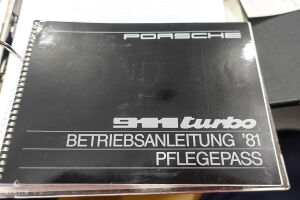 PORSCHE
911 turbo
BETRIEBSANLEITUNG '81
PFLEGEPASS